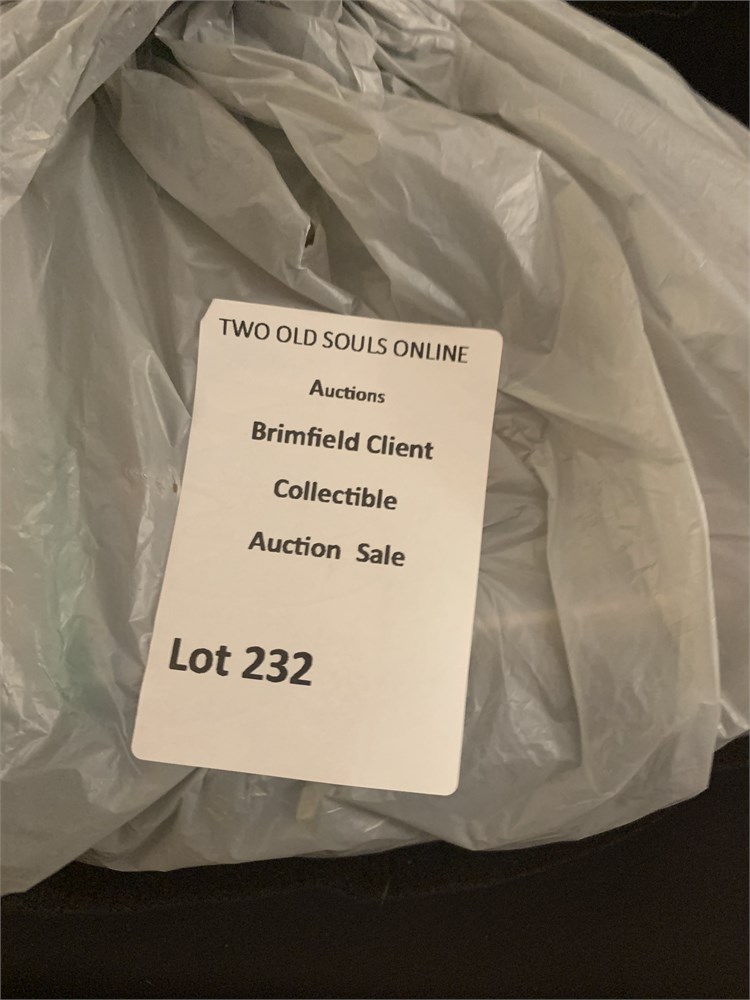 TWO OLD SOULS ONLINE
Auctions
Brimfield Client
Collectible
Auction Sale
Lot 232